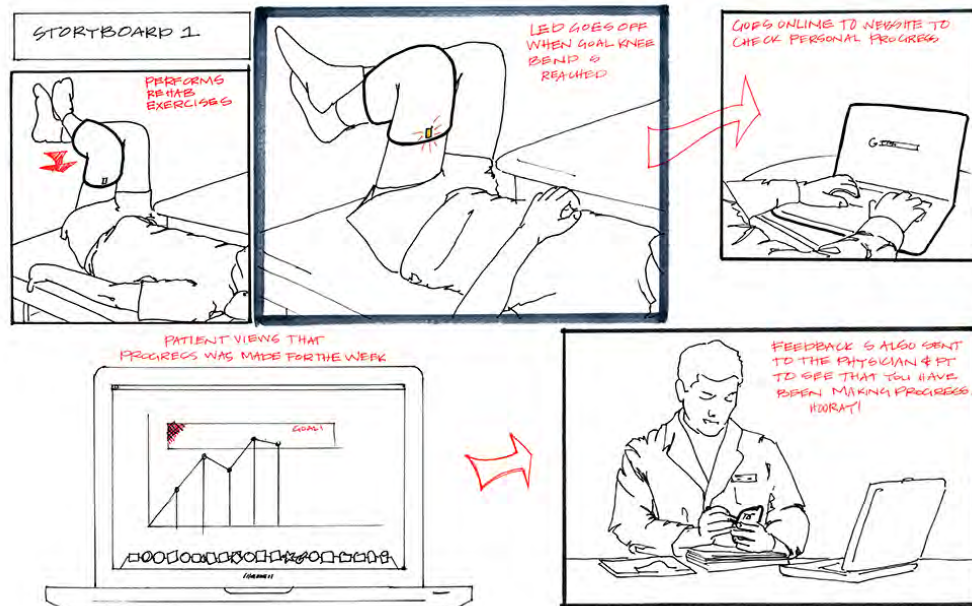 STORYBOARD 1
PERFORMS
REHAB
EXERCISES
LED GOES OFF
WHEN GOAL KNEE
BEND IS
REACHED
GOES ONLINE TO WEBSITE TO
CHECK PERSONAL PROGRESS
G
PATIENT VIEWS THAT
PROGRESS WAS MADE FOR THE WEEK
GOAL!
FEEDBACK IS ALSO SENT
TO THE PHYSICIAN & PT
TO SEE THAT YOU HAVE
BEEN MAKING PROGRESS.
HOORAY!